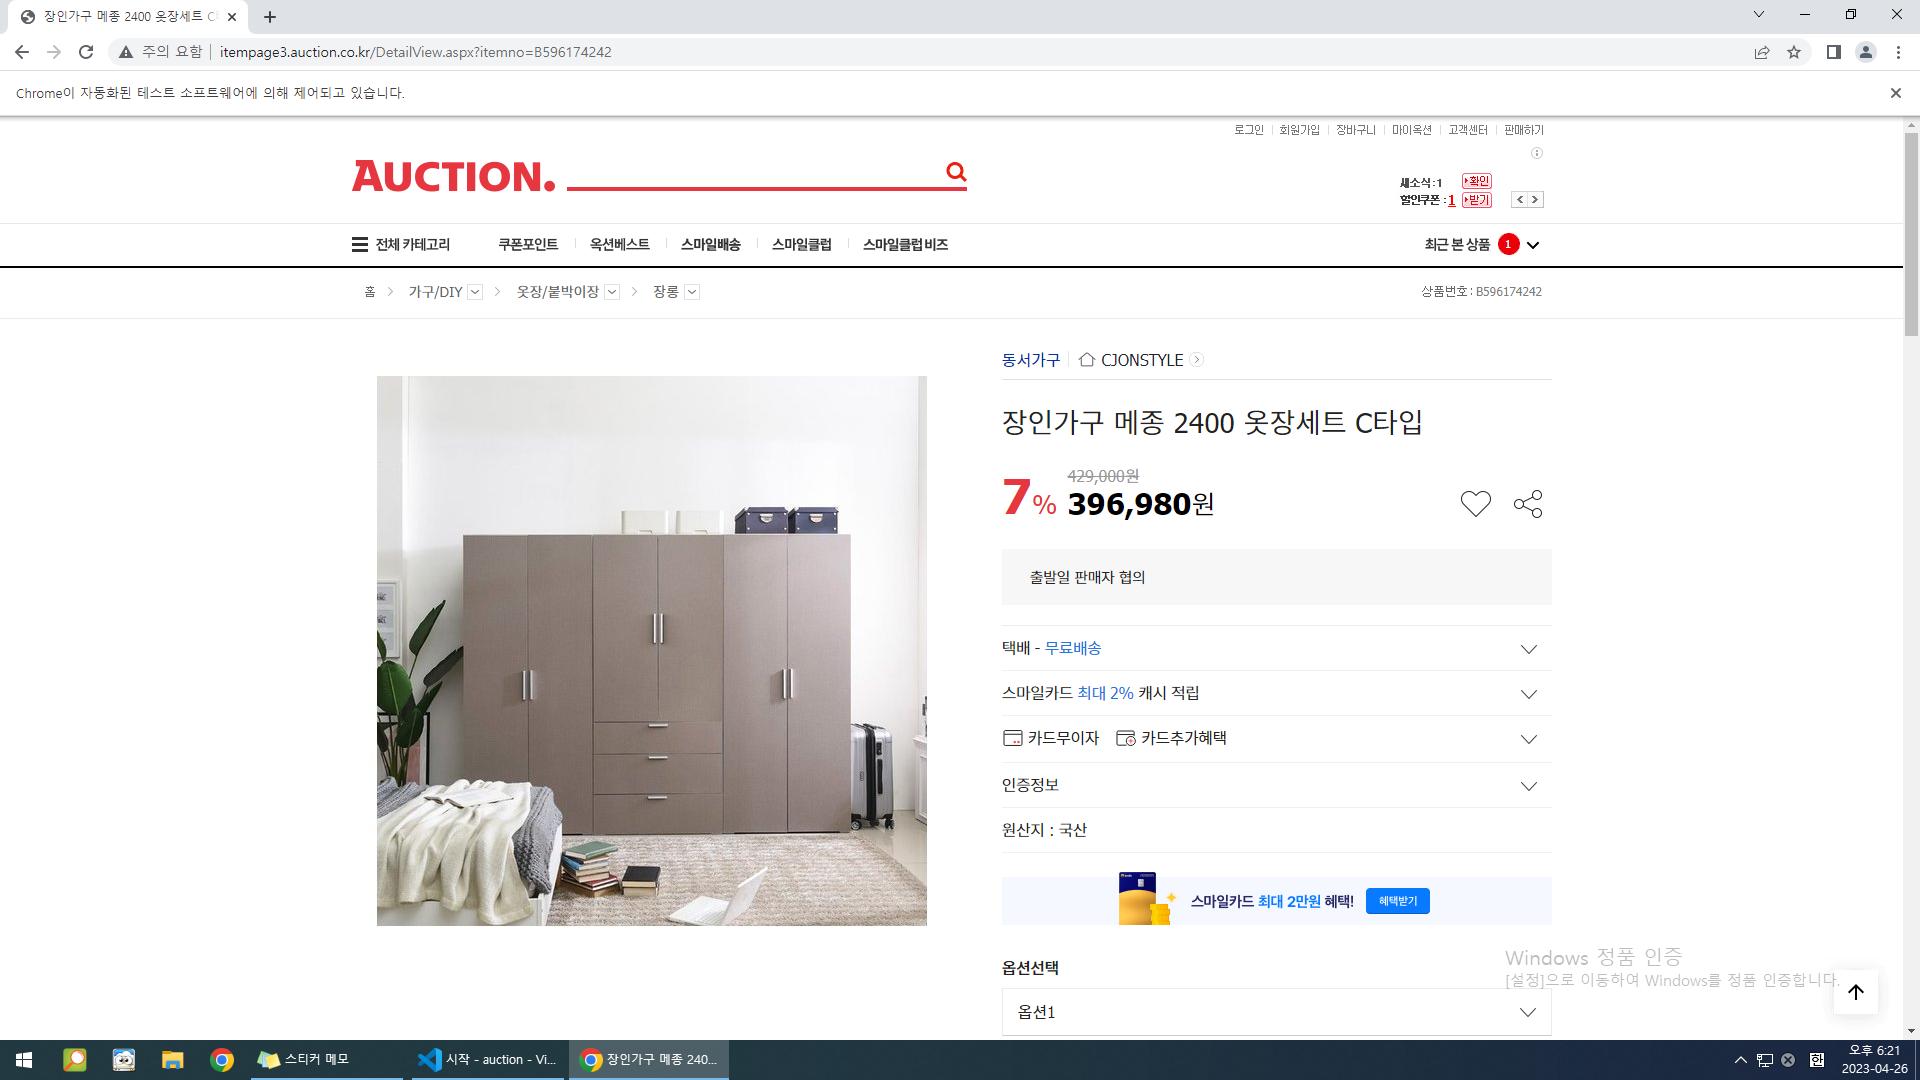 장인가구 메종 2400 옷장세트 C
주의 요함 itempage3.auction.co.kr/DetailView.aspx?itemno=B596174242
Chrome이 자동화된 테스트 소프트웨어에 의해 제어되고 있습니다.
로그인 회원가입 장바구니 마이옥션 고객센터 판매하기
AUCTION.
새소식 : 1 확인
할인쿠폰 : 1 받기
전체 카테고리 쿠폰포인트 옥션베스트 스마일배송 스마일클럽 스마일클럽 비즈 최근 본 상품 1
홈 > 가구/DIY > 옷장/붙박이장 > 장롱 상품번호 : B596174242
동서가구 CJONSTYLE
장인가구 메종 2400 옷장세트 C타입
429,000원
7% 396,980원
출발일 판매자 협의
택배 - 무료배송
스마일카드 최대 2% 캐시 적립
카드무이자 카드추가혜택
인증정보
원산지 : 국산
스마일카드 최대 2만원 혜택! 혜택받기
옵션선택
옵션1
Windows 정품 인증
[설정]으로 이동하여 Windows를 정품 인증합니다.
스티커 메모 시작 - auction - Vi... 장인가구 메종 240... 한 오후 6:21
2023-04-26